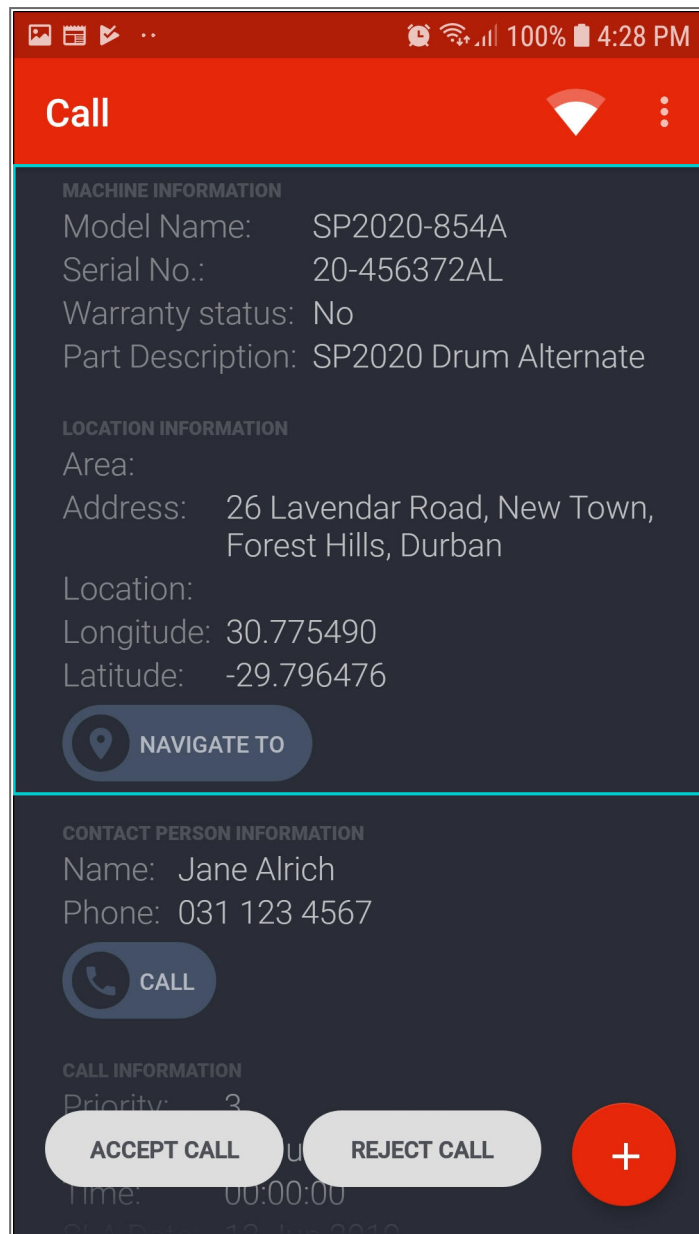 100% 4:28 PM
Call
MACHINE INFORMATION
Model Name: SP2020-854A
Serial No.: 20-456372AL
Warranty status: No
Part Description: SP2020 Drum Alternate
LOCATION INFORMATION
Area:
Address: 26 Lavendar Road, New Town,
Forest Hills, Durban
Location:
Longitude: 30.775490
Latitude: -29.796476
NAVIGATE TO
CONTACT PERSON INFORMATION
Name: Jane Alrich
Phone: 031 123 4567
CALL
CALL INFORMATION
Priority: 3
ACCEPT CALL REJECT CALL +
Time: 00:00:00